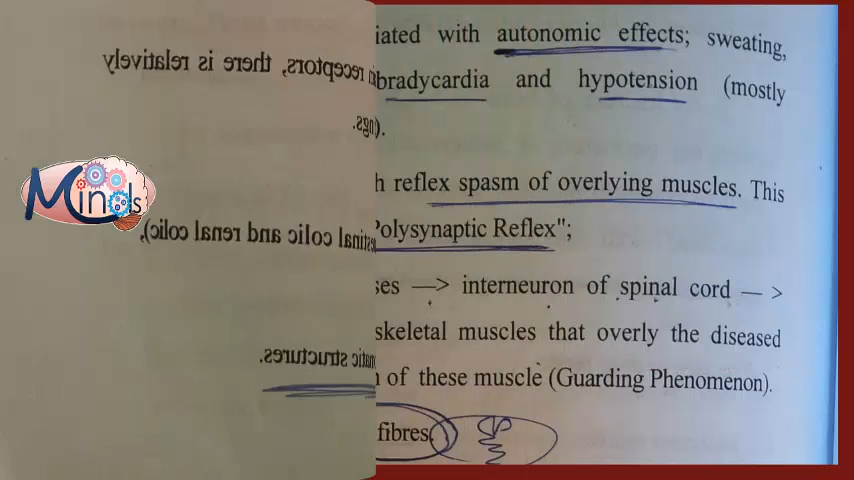 iated with autonomic effects; sweating,
bradycardia and hypotension (mostly
).
h reflex spasm of overlying muscles. This
Polysynaptic Reflex";
ses —> interneuron of spinal cord — >
skeletal muscles that overly the diseased
n of these muscle (Guarding Phenomenon).
fibres.
receptors, there is relatively
ngs.
estinal colic and renal colic),
matic structures.
Minds